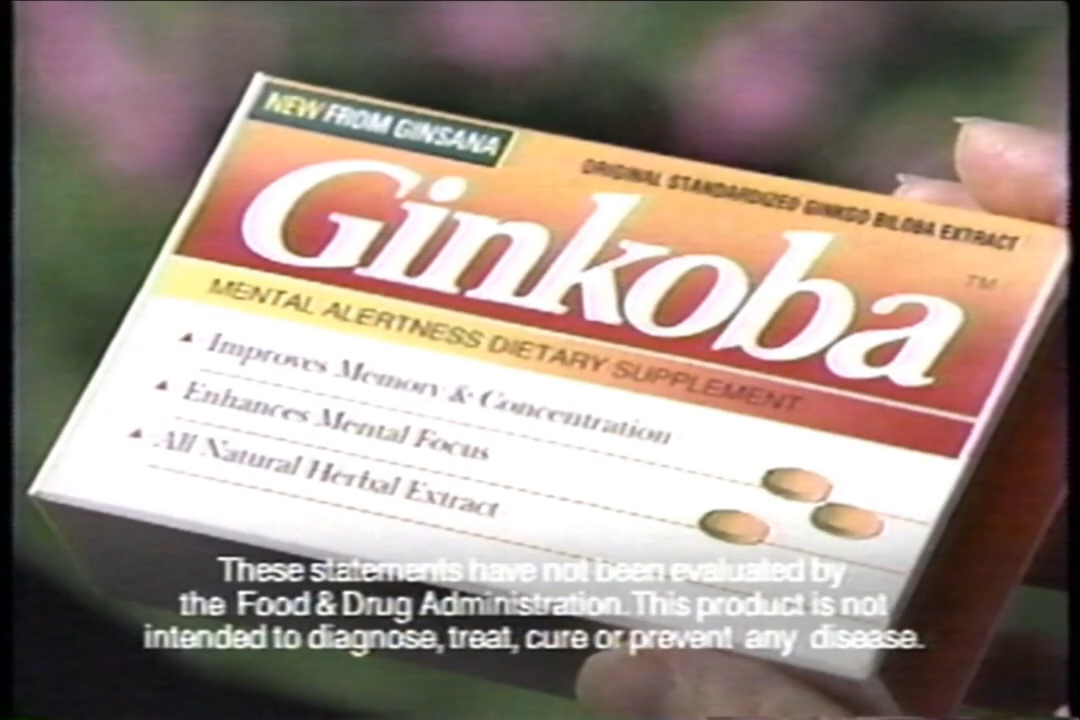 NEW FROM GINSANA
ORIGINAL STANDARDIZED GINKGO BILOBA EXTRACT
Ginkoba
TM
MENTAL ALERTNESS DIETARY SUPPLEMENT
▲ Improves Memory & Concentration
▲ Enhances Mental Focus
▲ All Natural Herbal Extract
These statements have not been evaluated by
the Food & Drug Administration. This product is not
intended to diagnose, treat, cure or prevent any disease.